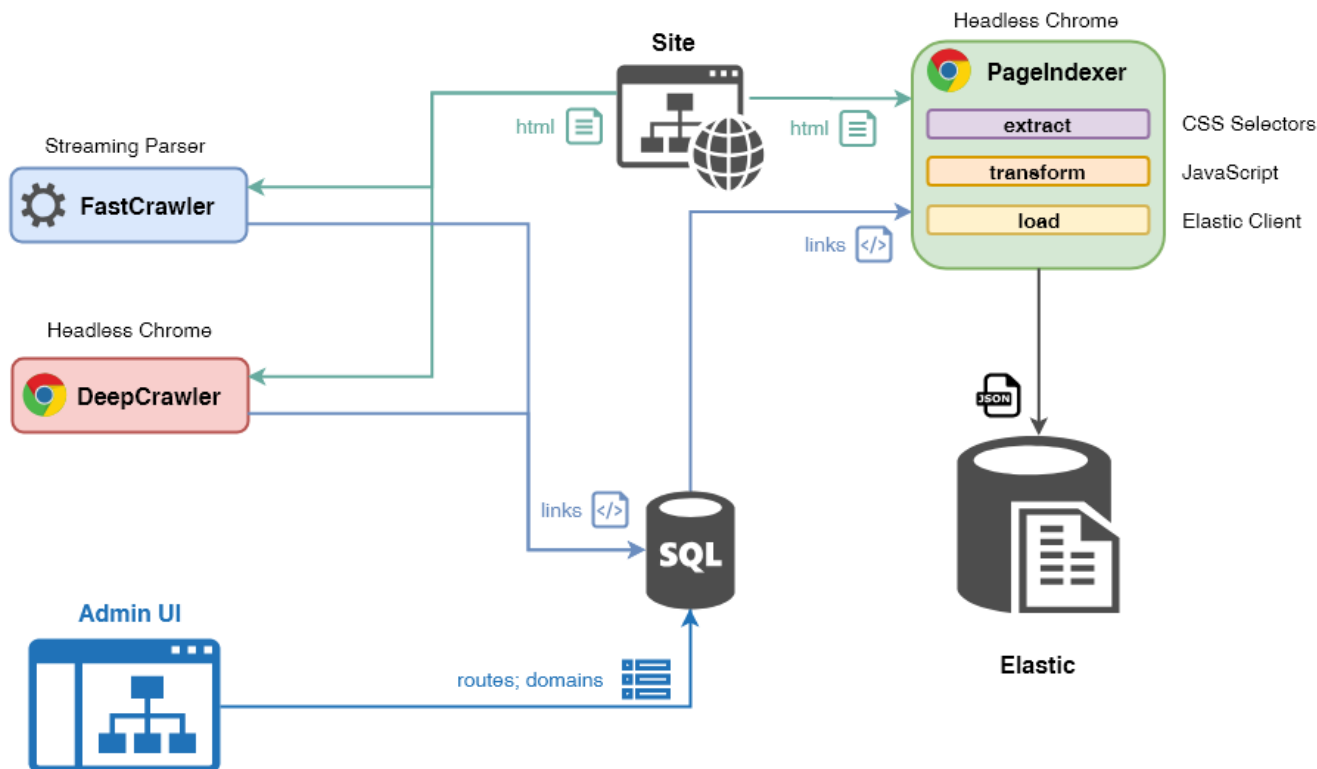 Headless Chrome
Site
PageIndexer
extract
CSS Selectors
html
html
Streaming Parser
transform
JavaScript
FastCrawler
load
Elastic Client
links
Headless Chrome
DeepCrawler
JSON
links
SQL
Admin UI
Elastic
routes; domains